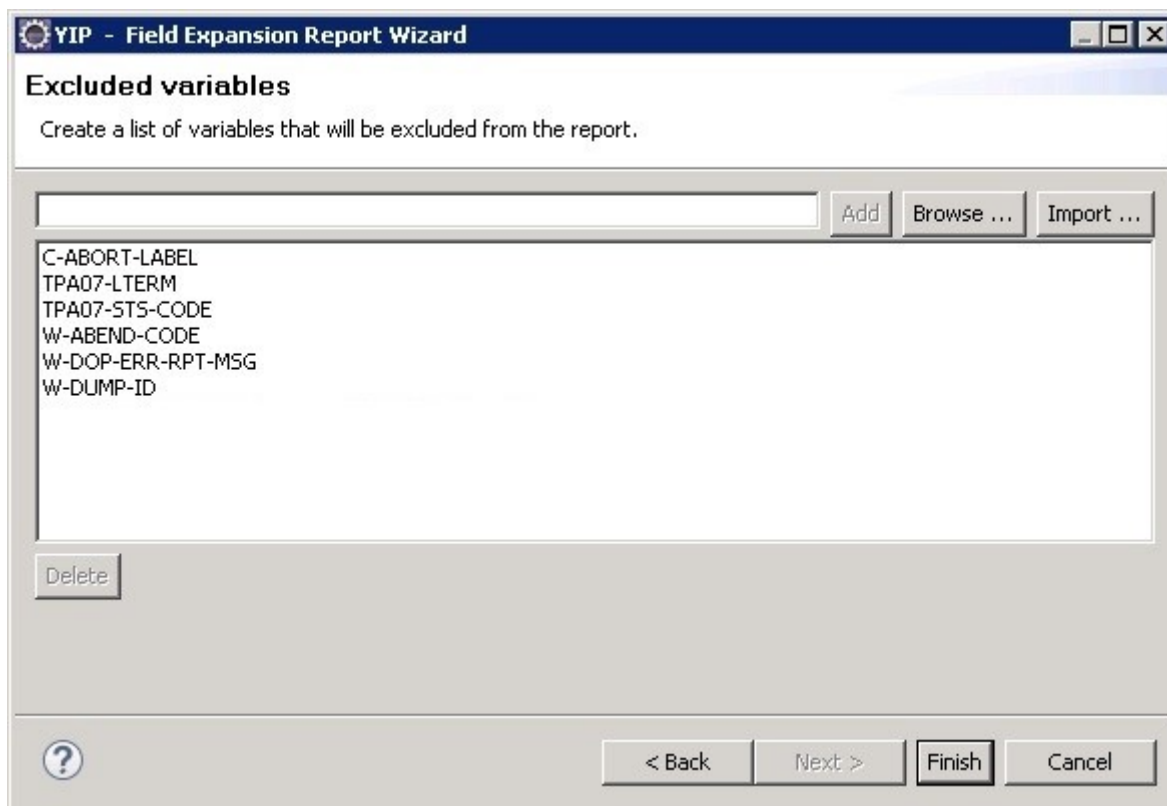 YIP - Field Expansion Report Wizard
Excluded variables
Create a list of variables that will be excluded from the report.
Add Browse ... Import ...
C-ABORT-LABEL
TPA07-LTERM
TPA07-STS-CODE
W-ABEND-CODE
W-DOP-ERR-RPT-MSG
W-DUMP-ID
Delete
? < Back Next > Finish Cancel